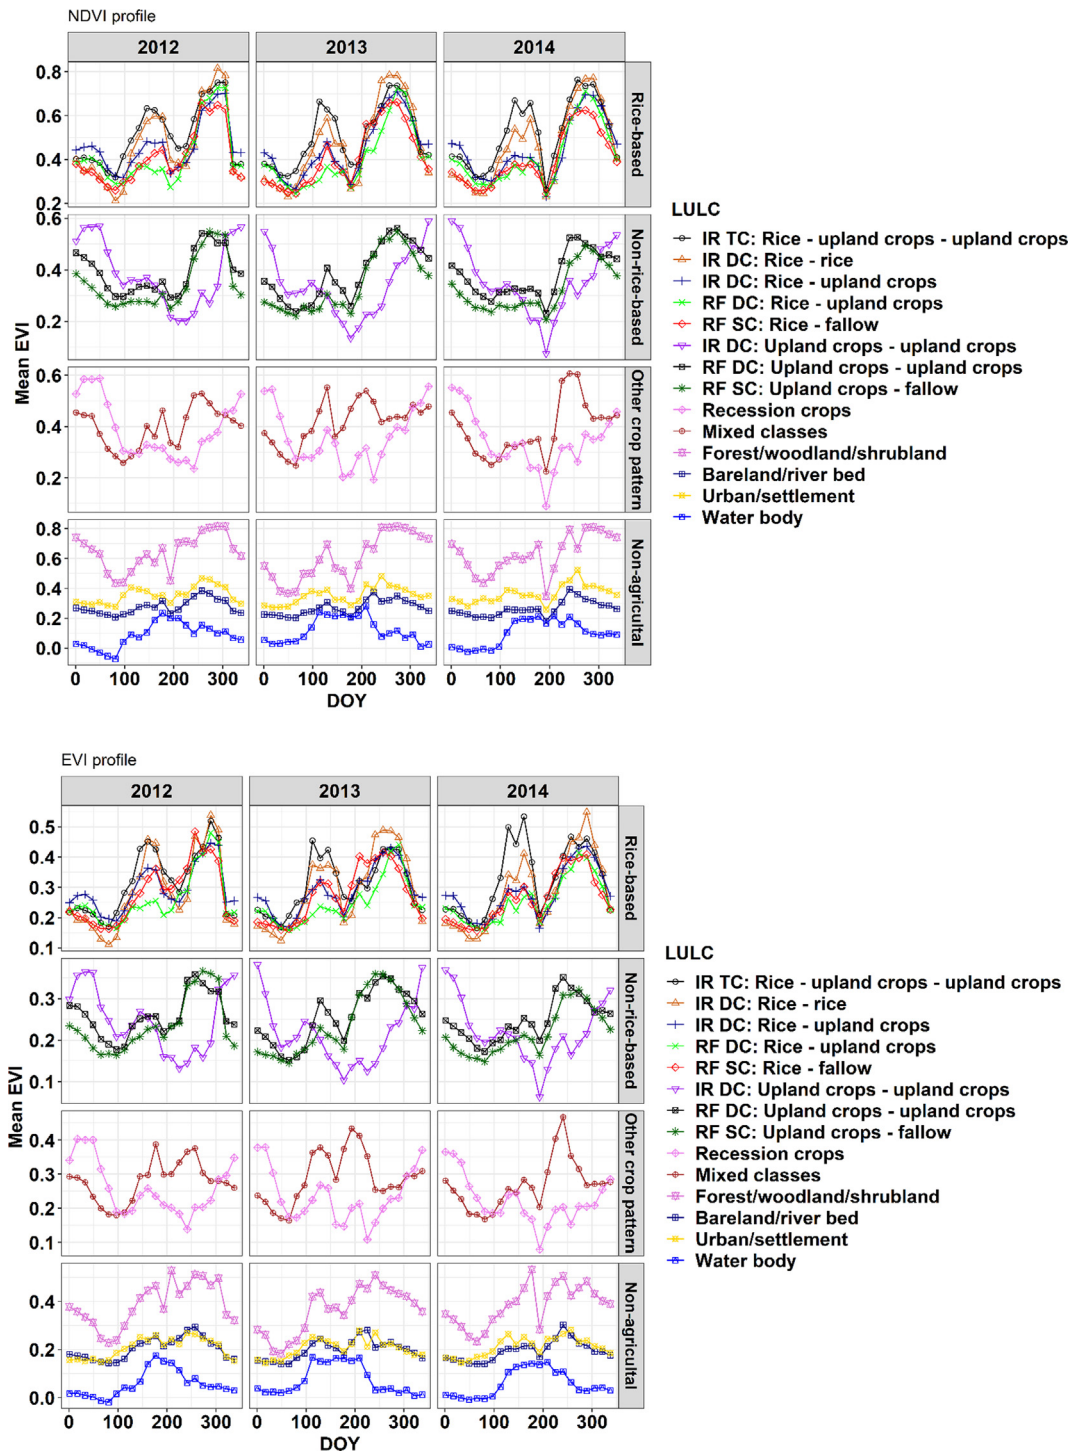 NDVI profile
2012
2013
2014
0.8
0.6
0.4
0.2
Rice-based
0.6
0.4
0.2
Non-rice-based
0.6
0.4
0.2
Other crop pattern
0.8
0.6
0.4
0.2
0.0
Non-agricultal
Mean EVI
0 100 200 300
0 100 200 300
0 100 200 300
DOY
LULC
IR TC: Rice - upland crops - upland crops
IR DC: Rice - rice
IR DC: Rice - upland crops
RF DC: Rice - upland crops
RF SC: Rice - fallow
IR DC: Upland crops - upland crops
RF DC: Upland crops - upland crops
RF SC: Upland crops - fallow
Recession crops
Mixed classes
Forest/woodland/shrubland
Bareland/river bed
Urban/settlement
Water body
EVI profile
2012
2013
2014
0.5
0.4
0.3
0.2
0.1
Rice-based
0.3
0.2
0.1
Non-rice-based
0.4
0.3
0.2
0.1
Other crop pattern
0.4
0.2
0.0
Non-agricultal
Mean EVI
0 100 200 300
0 100 200 300
0 100 200 300
DOY
LULC
IR TC: Rice - upland crops - upland crops
IR DC: Rice - rice
IR DC: Rice - upland crops
RF DC: Rice - upland crops
RF SC: Rice - fallow
IR DC: Upland crops - upland crops
RF DC: Upland crops - upland crops
RF SC: Upland crops - fallow
Recession crops
Mixed classes
Forest/woodland/shrubland
Bareland/river bed
Urban/settlement
Water body